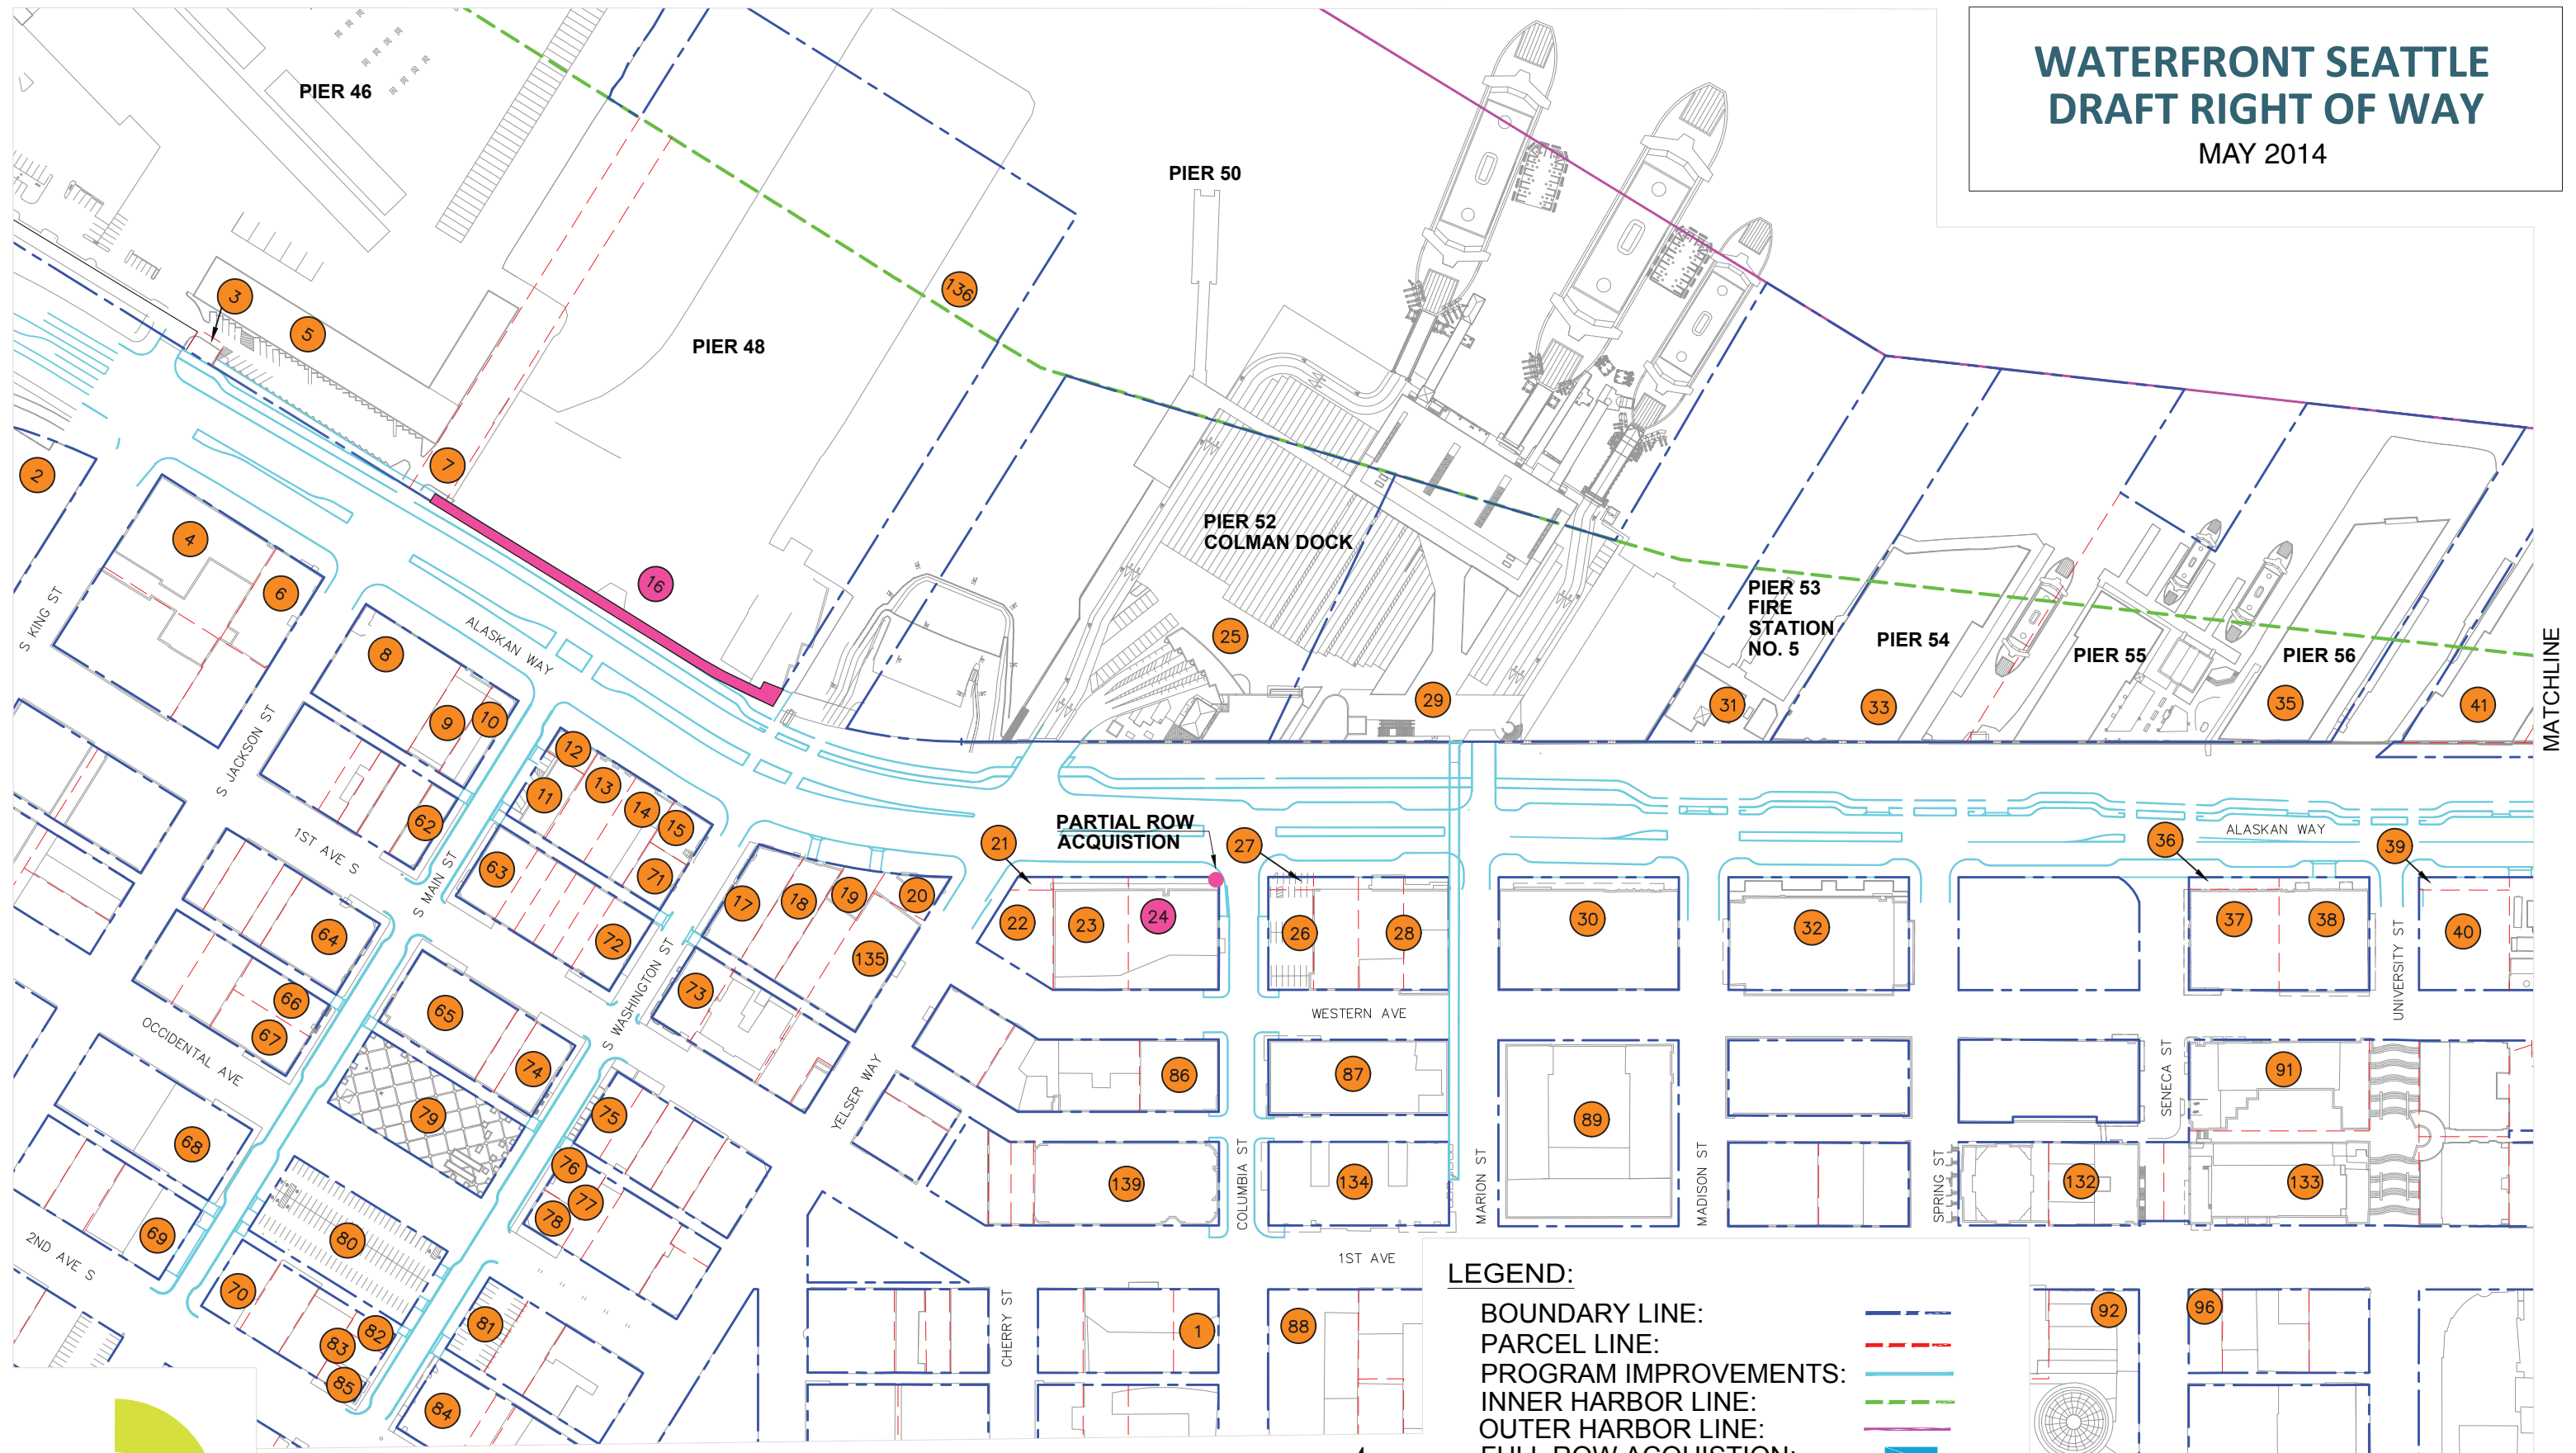 WATERFRONT SEATTLE
DRAFT RIGHT OF WAY
MAY 2014
PIER 46
PIER 50
PIER 48
136
3
5
7
2
4
6
16
PIER 52
COLMAN DOCK
25
29
PIER 53
FIRE
STATION
NO. 5
31
PIER 54
33
PIER 55
PIER 56
35
41
MATCHLINE
S KING ST
ALASKAN WAY
8
9
10
S JACKSON ST
12
11
13
14
15
62
63
71
72
1ST AVE S
S MAIN ST
PARTIAL ROW
ACQUISTION
21
27
ALASKAN WAY
36
39
17
18
19
20
135
22
23
24
26
28
30
32
37
38
UNIVERSITY ST
40
64
66
67
65
74
S WASHINGTON ST
73
WESTERN AVE
OCCIDENTAL AVE
YELSER WAY
86
87
89
SENECA ST
91
68
69
79
75
76
77
78
139
COLUMBIA ST
134
MARION ST
MADISON ST
SPRING ST
132
133
2ND AVE S
80
70
81
82
83
85
84
CHERRY ST
1
88
1ST AVE
92
96
LEGEND:
BOUNDARY LINE:
PARCEL LINE:
PROGRAM IMPROVEMENTS:
INNER HARBOR LINE:
OUTER HARBOR LINE:
FULL ROW ACQUISTION: